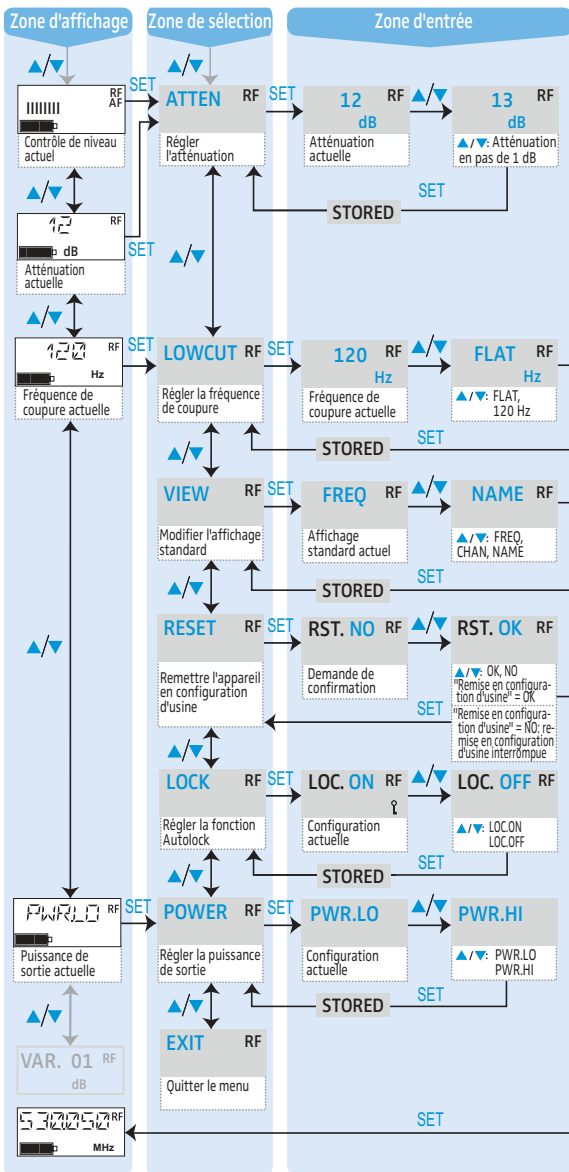 Zone d'affichage
Zone de sélection
Zone d'entrée
▲/▼
▲/▼
RF
AF
SET
Contrôle de niveau
actuel
ATTEN RF
Régler
l'atténuation
SET
12 RF
dB
Atténuation
actuelle
▲/▼
13
dB
▲/▼: Atténuation
en pas de 1 dB
SET
STORED
▲/▼
12 RF
dB
SET
Atténuation
actuelle
▲/▼
▲/▼
120 RF
Hz
SET
Fréquence de
coupure actuelle
LOWCUT RF
Régler la fréquence
de coupure
SET
120 RF
Hz
Fréquence de
coupure actuelle
▲/▼
FLAT RF
Hz
▲/▼: FLAT,
120 Hz
SET
STORED
▲/▼
VIEW RF
Modifier l'affichage
standard
SET
FREQ RF
Affichage
standard actuel
▲/▼
NAME RF
▲/▼: FREQ,
CHAN, NAME
SET
STORED
▲/▼
▲/▼
RESET RF
Remettre l'appareil
en configuration
d'usine
SET
RST. NO RF
Demande de
confirmation
▲/▼
RST. OK RF
▲/▼: OK, NO
"Remise en configura-
tion d'usine" = OK
"Remise en configura-
tion d'usine" = NO: re-
mise en configuration
d'usine interrompue
SET
▲/▼
LOCK RF
Régler la fonction
Autolock
SET
LOC. ON RF
Configuration
actuelle
▲/▼
LOC. OFF RF
▲/▼: LOC.ON
LOC.OFF
SET
STORED
▲/▼
PWRLO RF
SET
Puissance de
sortie actuelle
POWER RF
Régler la puissance
de sortie
SET
PWR.LO
Configuration
actuelle
▲/▼
PWR.HI
▲/▼: PWR.LO
PWR.HI
SET
STORED
▲/▼
▲/▼
EXIT RF
Quitter le menu
VAR. 01 RF
dB
530.050 RF
MHz
SET